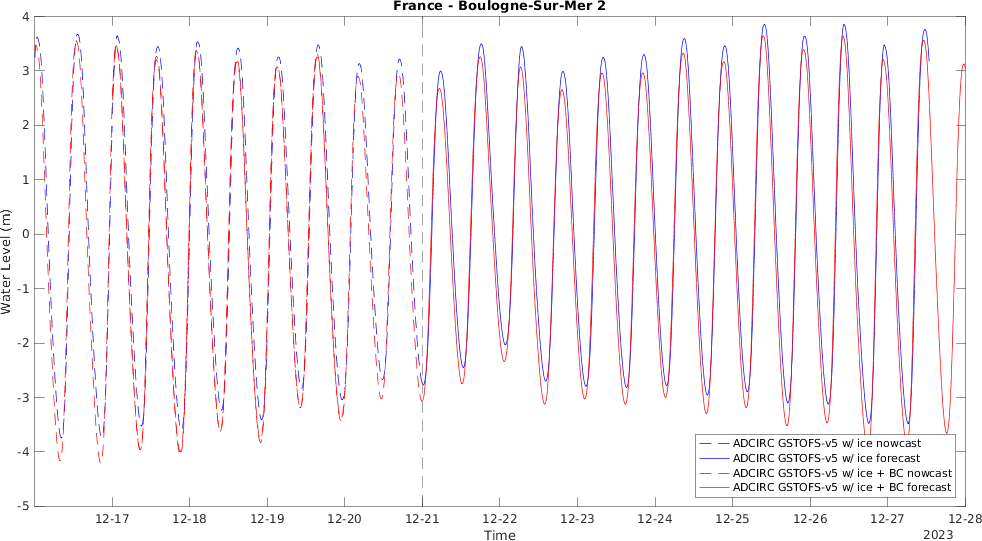 France - Boulogne-Sur-Mer 2
4
3
2
1
0
-1
-2
-3
-4
-5
Water Level (m)
ADCIRC GSTOFS-v5 w/ ice nowcast
ADCIRC GSTOFS-v5 w/ ice forecast
ADCIRC GSTOFS-v5 w/ ice + BC nowcast
ADCIRC GSTOFS-v5 w/ ice + BC forecast
12-17 12-18 12-19 12-20 12-21 12-22 12-23 12-24 12-25 12-26 12-27 12-28
Time 2023